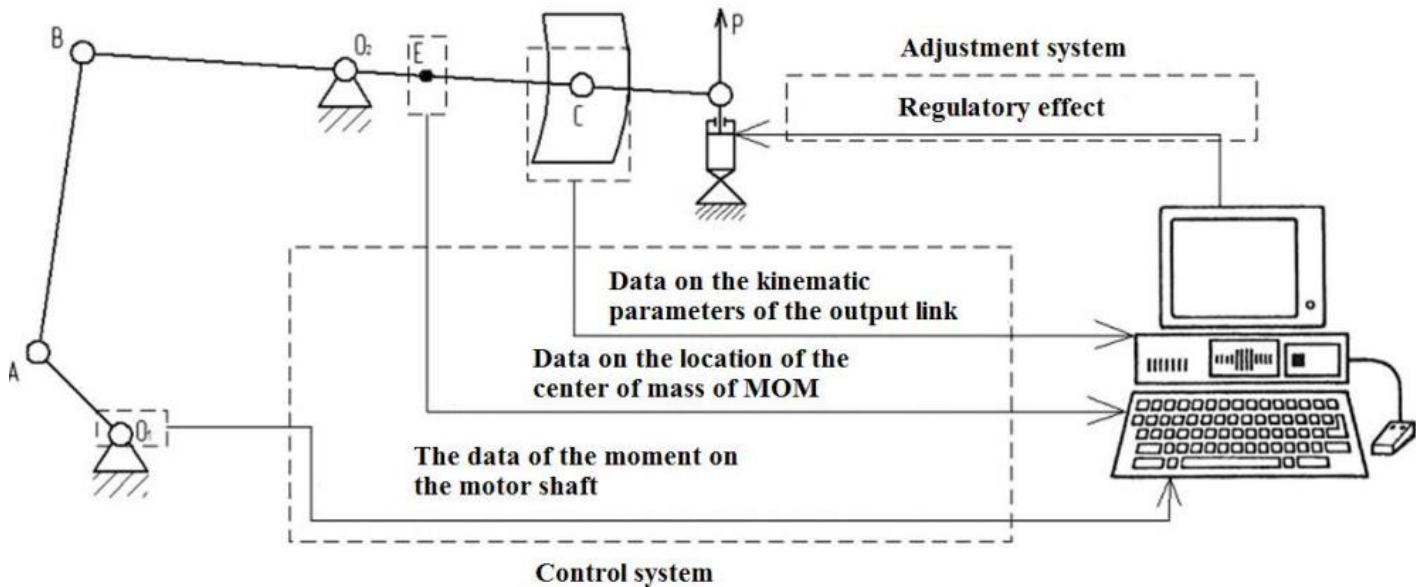 B
O₂
E
C
P
Adjustment system
Regulatory effect
Data on the kinematic
parameters of the output link
Data on the location of the
center of mass of MOM
A
O₁
The data of the moment on
the motor shaft
Control system